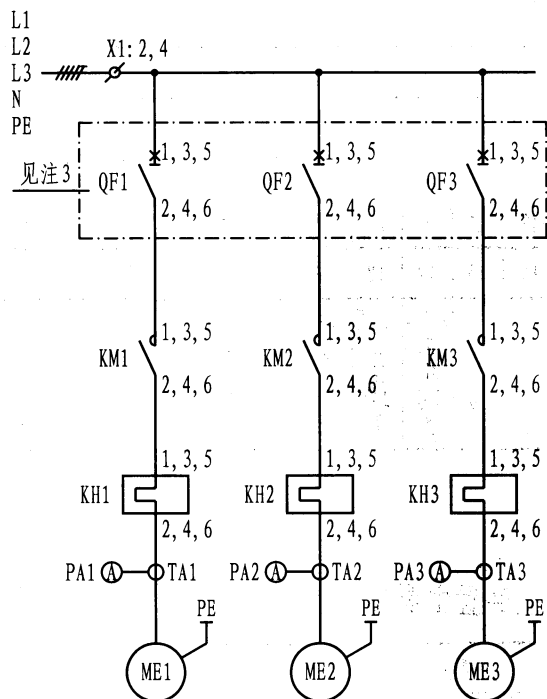 L1
L2
L3
N
PE
X1: 2, 4
见注3
QF1
1, 3, 5
2, 4, 6
QF2
1, 3, 5
2, 4, 6
QF3
1, 3, 5
2, 4, 6
KM1
1, 3, 5
2, 4, 6
KM2
1, 3, 5
2, 4, 6
KM3
1, 3, 5
2, 4, 6
KH1
1, 3, 5
2, 4, 6
KH2
1, 3, 5
2, 4, 6
KH3
1, 3, 5
2, 4, 6
PA1 A TA1
PA2 A TA2
PA3 A TA3
PE
PE
PE
ME1
ME2
ME3